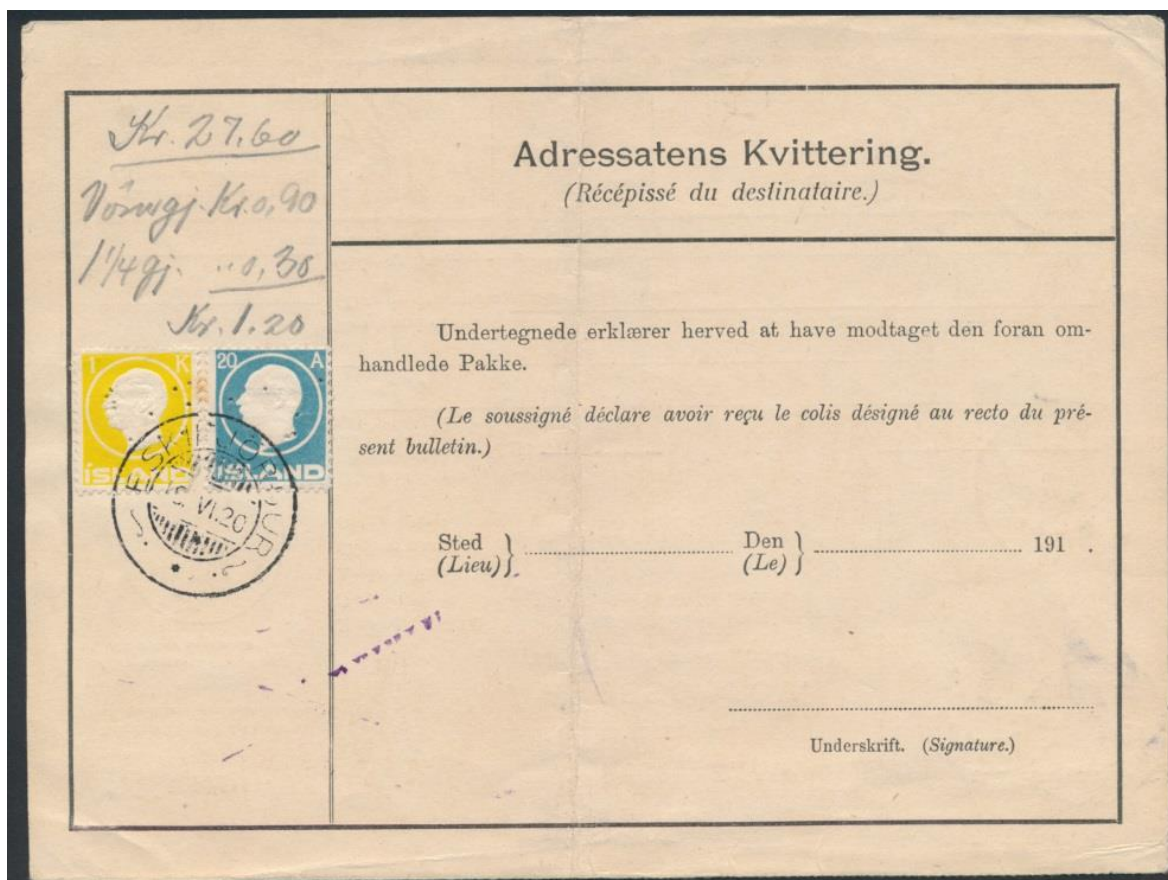 Kr. 27.60
Vörugj. Kr. 0,90
1 1/4 gj. " 0,30
Kr. 1.20
1 K
ÍSLAND
20 A
ÍSLAND
ESKIFJÖRÐUR
VI.20
Adressatens Kvittering.
(Récépissé du destinataire.)
Undertegnede erklærer herved at have modtaget den foran om-
handlede Pakke.
(Le soussigné déclare avoir reçu le colis désigné au recto du pré-
sent bulletin.)
Sted } Den } 191 .
(Lieu) (Le)
Underskrift. (Signature.)